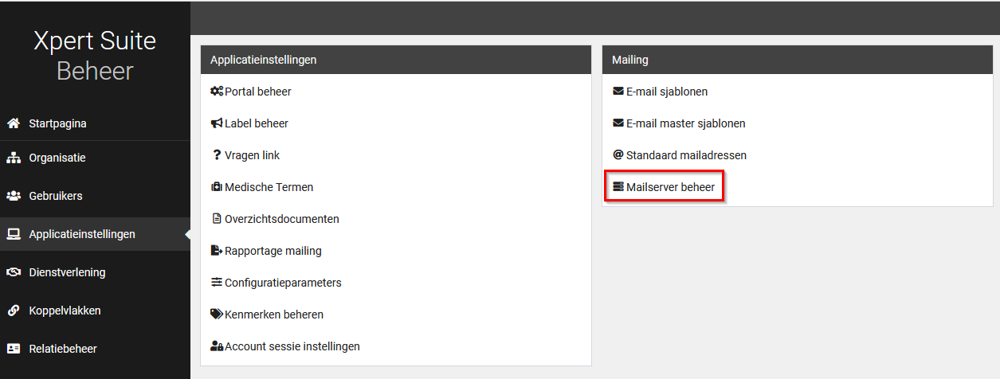 Xpert Suite
Beheer
Startpagina
Organisatie
Gebruikers
Applicatieinstellingen
Dienstverlening
Koppelvlakken
Relatiebeheer
Applicatieinstellingen
Portal beheer
Label beheer
Vragen link
Medische Termen
Overzichtsdocumenten
Rapportage mailing
Configuratieparameters
Kenmerken beheren
Account sessie instellingen
Mailing
E-mail sjablonen
E-mail master sjablonen
Standaard mailadressen
Mailserver beheer